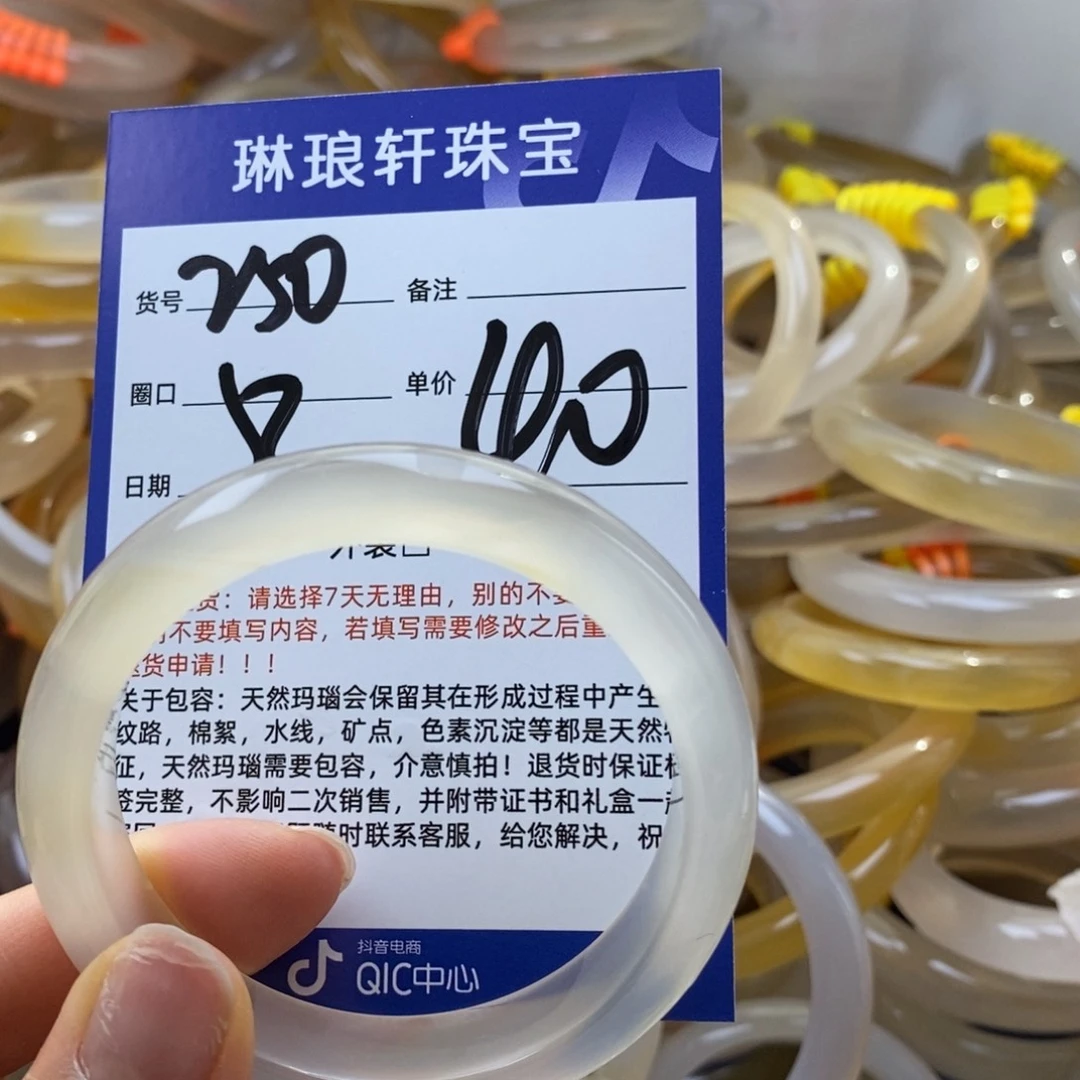 琳琅轩珠宝
货号 250 备注
圈口 单价
日期
货：请选择7天无理由，别的不要
不要填写内容，若填写需要修改之后重
退货申请！！！
关于包容：天然玛瑙会保留其在形成过程中产生
纹路，棉絮，水线，矿点，色素沉淀等都是天然
征，天然玛瑙需要包容，介意慎拍！退货时保证标
签完整，不影响二次销售，并附带证书和礼盒一起
随时联系客服，给您解决，祝
抖音电商
QIC中心